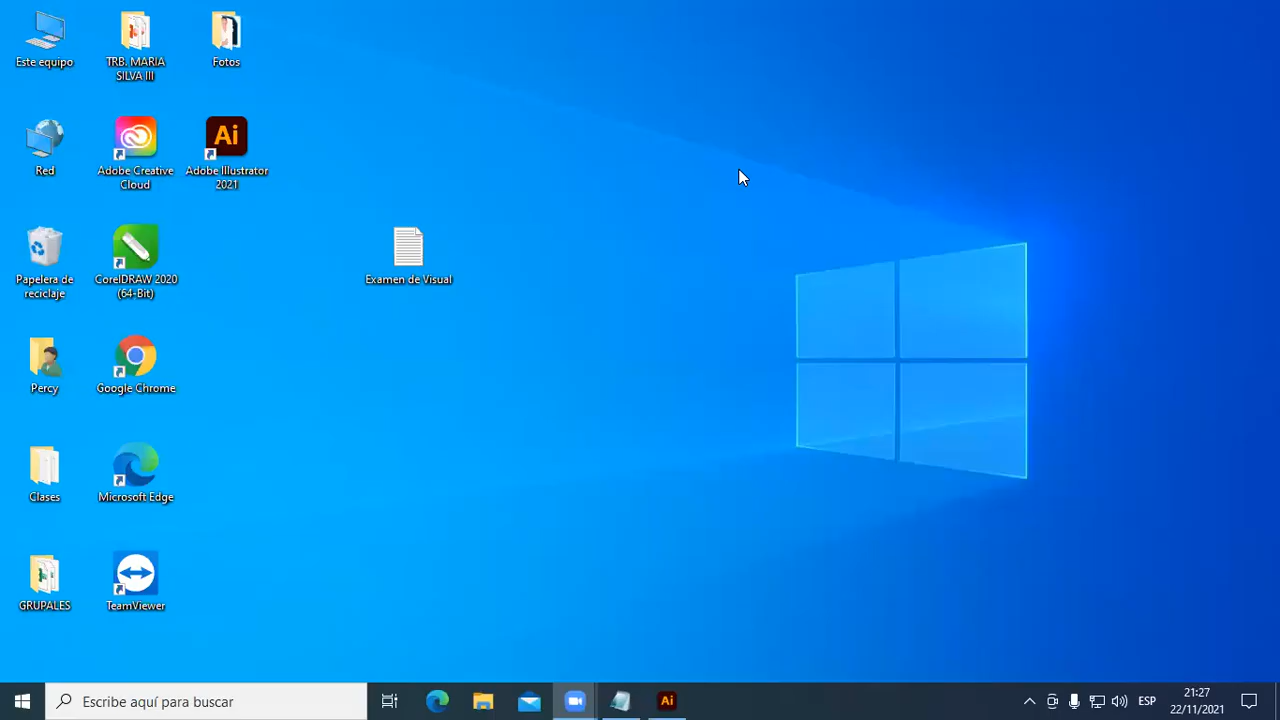 Este equipo
TRB. MARIA
SILVA III
Fotos
Red
Adobe Creative
Cloud
Ai
Adobe Illustrator
2021
Papelera de
reciclaje
CorelDRAW 2020
(64-Bit)
Examen de Visual
Percy
Google Chrome
Clases
Microsoft Edge
GRUPALES
TeamViewer
Escribe aquí para buscar
Ai
ESP
21:27
22/11/2021